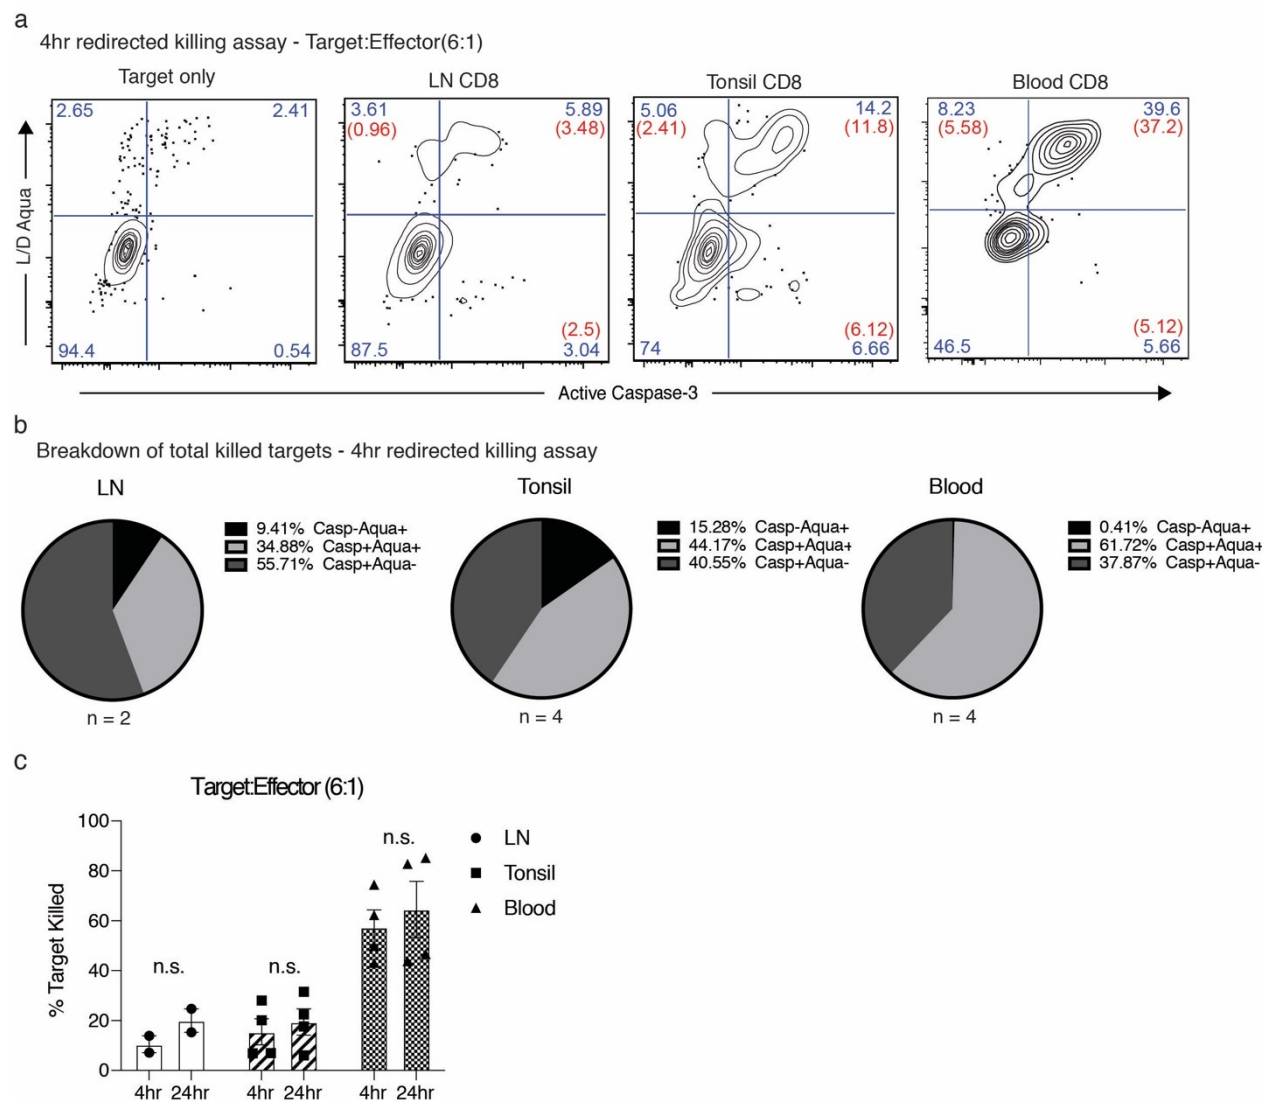 a
4hr redirected killing assay - Target:Effector(6:1)
Target only
LN CD8
Tonsil CD8
Blood CD8
2.65 2.41
3.61 5.89
(0.96) (3.48)
5.06 14.2
(2.41) (11.8)
8.23 39.6
(5.58) (37.2)
L/D Aqua
94.4 0.54
(2.5)
87.5 3.04
(6.12)
74 6.66
(5.12)
46.5 5.66
Active Caspase-3
b
Breakdown of total killed targets - 4hr redirected killing assay
LN
9.41% Casp-Aqua+
34.88% Casp+Aqua+
55.71% Casp+Aqua-
n = 2
Tonsil
15.28% Casp-Aqua+
44.17% Casp+Aqua+
40.55% Casp+Aqua-
n = 4
Blood
0.41% Casp-Aqua+
61.72% Casp+Aqua+
37.87% Casp+Aqua-
n = 4
c
Target:Effector (6:1)
% Target Killed
100
80
60
40
20
0
n.s.
n.s.
n.s.
4hr 24hr 4hr 24hr 4hr 24hr
LN
Tonsil
Blood